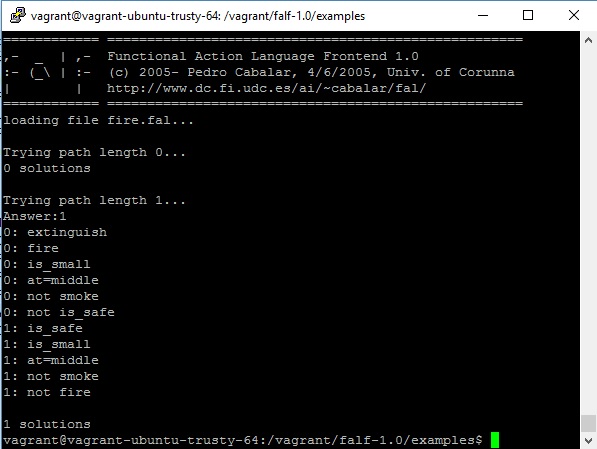 vagrant@vagrant-ubuntu-trusty-64: /vagrant/falf-1.0/examples
============ =====================================================
,-  _  | ,-  Functional Action Language Frontend 1.0
:- (_\ | :-  (c) 2005- Pedro Cabalar, 4/6/2005, Univ. of Corunna
|      | |   http://www.dc.fi.udc.es/ai/~cabalar/fal/
============ =====================================================
loading file fire.fal...
Trying path length 0...
0 solutions
Trying path length 1...
Answer:1
0: extinguish
0: fire
0: is_small
0: at=middle
0: not smoke
0: not is_safe
1: is_safe
1: is_small
1: at=middle
1: not smoke
1: not fire
1 solutions
vagrant@vagrant-ubuntu-trusty-64:/vagrant/falf-1.0/examples$